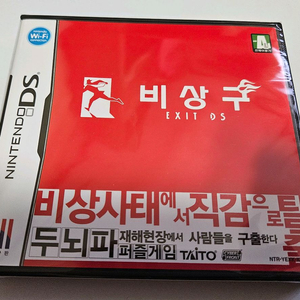 Nintendo
Wi-Fi
NINTENDO DS
비상구
EXIT DS
비상사태에서 직감으로
두뇌파
재해현장에서 사람들을 구출한다
퍼즐게임 TAITO